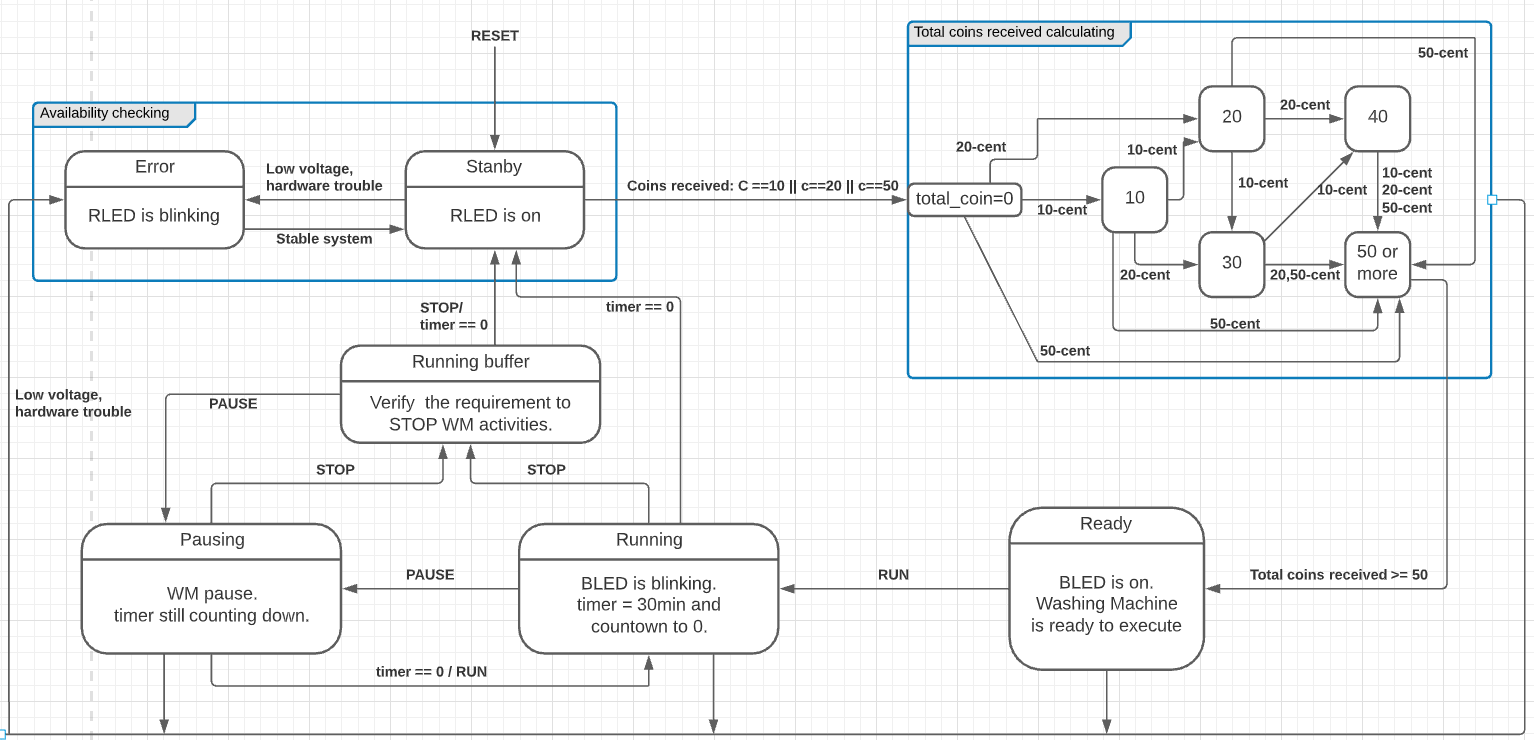 RESET
Total coins received calculating
50-cent
Availability checking
20
20-cent
40
20-cent
10-cent
Error
Low voltage,
hardware trouble
Stanby
Coins received: C ==10 || c==20 || c==50
10-cent
10-cent
10-cent
20-cent
50-cent
RLED is blinking
RLED is on
total_coin=0
10-cent
10
Stable system
20-cent
30
20,50-cent
50 or
more
STOP/
timer == 0
timer == 0
50-cent
50-cent
Running buffer
Low voltage,
hardware trouble
PAUSE
Verify the requirement to
STOP WM activities.
STOP
STOP
Pausing
WM pause.
timer still counting down.
PAUSE
Running
BLED is blinking.
timer = 30min and
countown to 0.
RUN
Ready
BLED is on.
Washing Machine
is ready to execute
Total coins received >= 50
timer == 0 / RUN